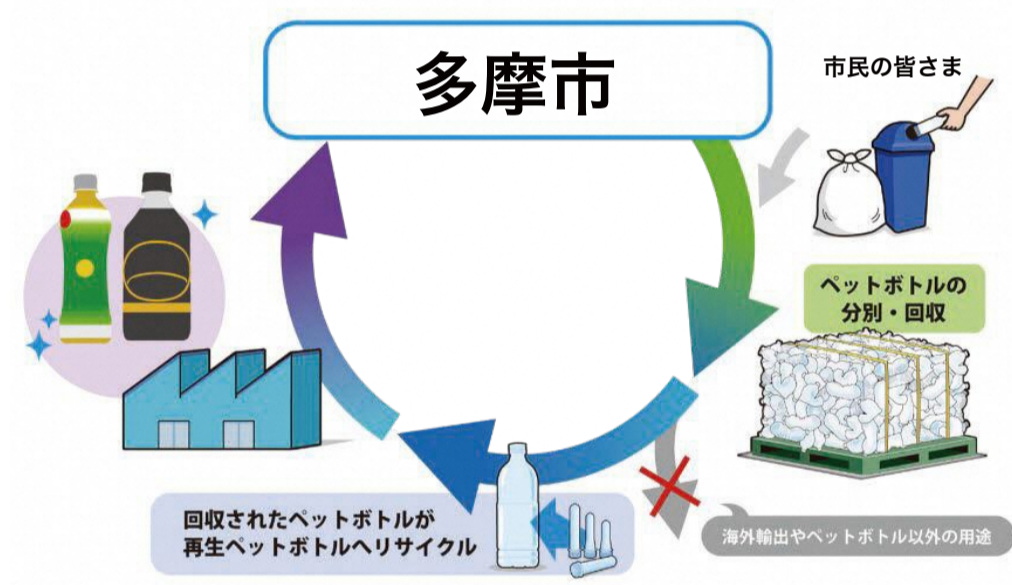 多摩市
市民の皆さま
ペットボトルの
分別・回収
回収されたペットボトルが
再生ペットボトルへリサイクル
海外輸出やペットボトル以外の用途